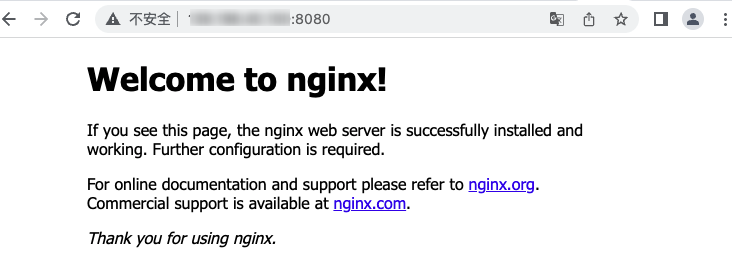 不安全
:8080
Welcome to nginx!
If you see this page, the nginx web server is successfully installed and
working. Further configuration is required.
For online documentation and support please refer to nginx.org.
Commercial support is available at nginx.com.
Thank you for using nginx.